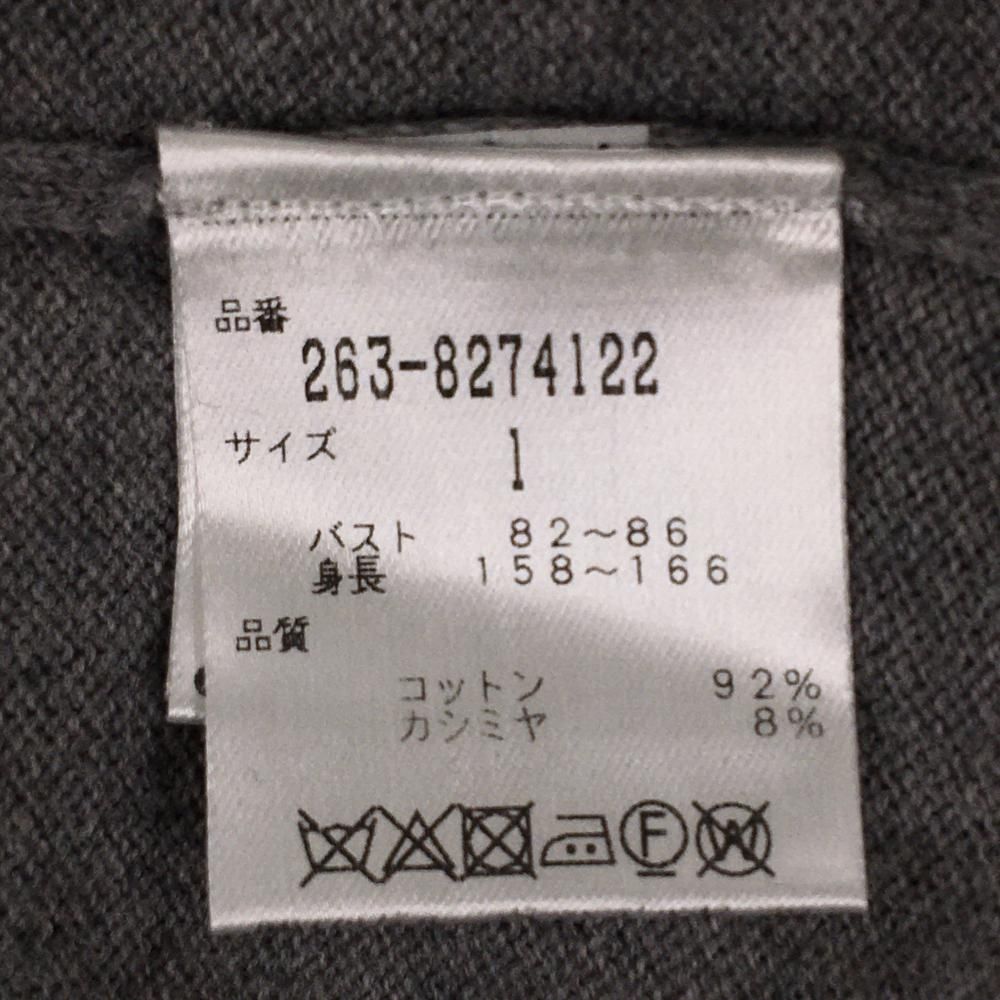 品番
263-8274122
サイズ 1
バスト 82～86
身長 158～166
品質
コットン 92%
カシミヤ 8%
F W